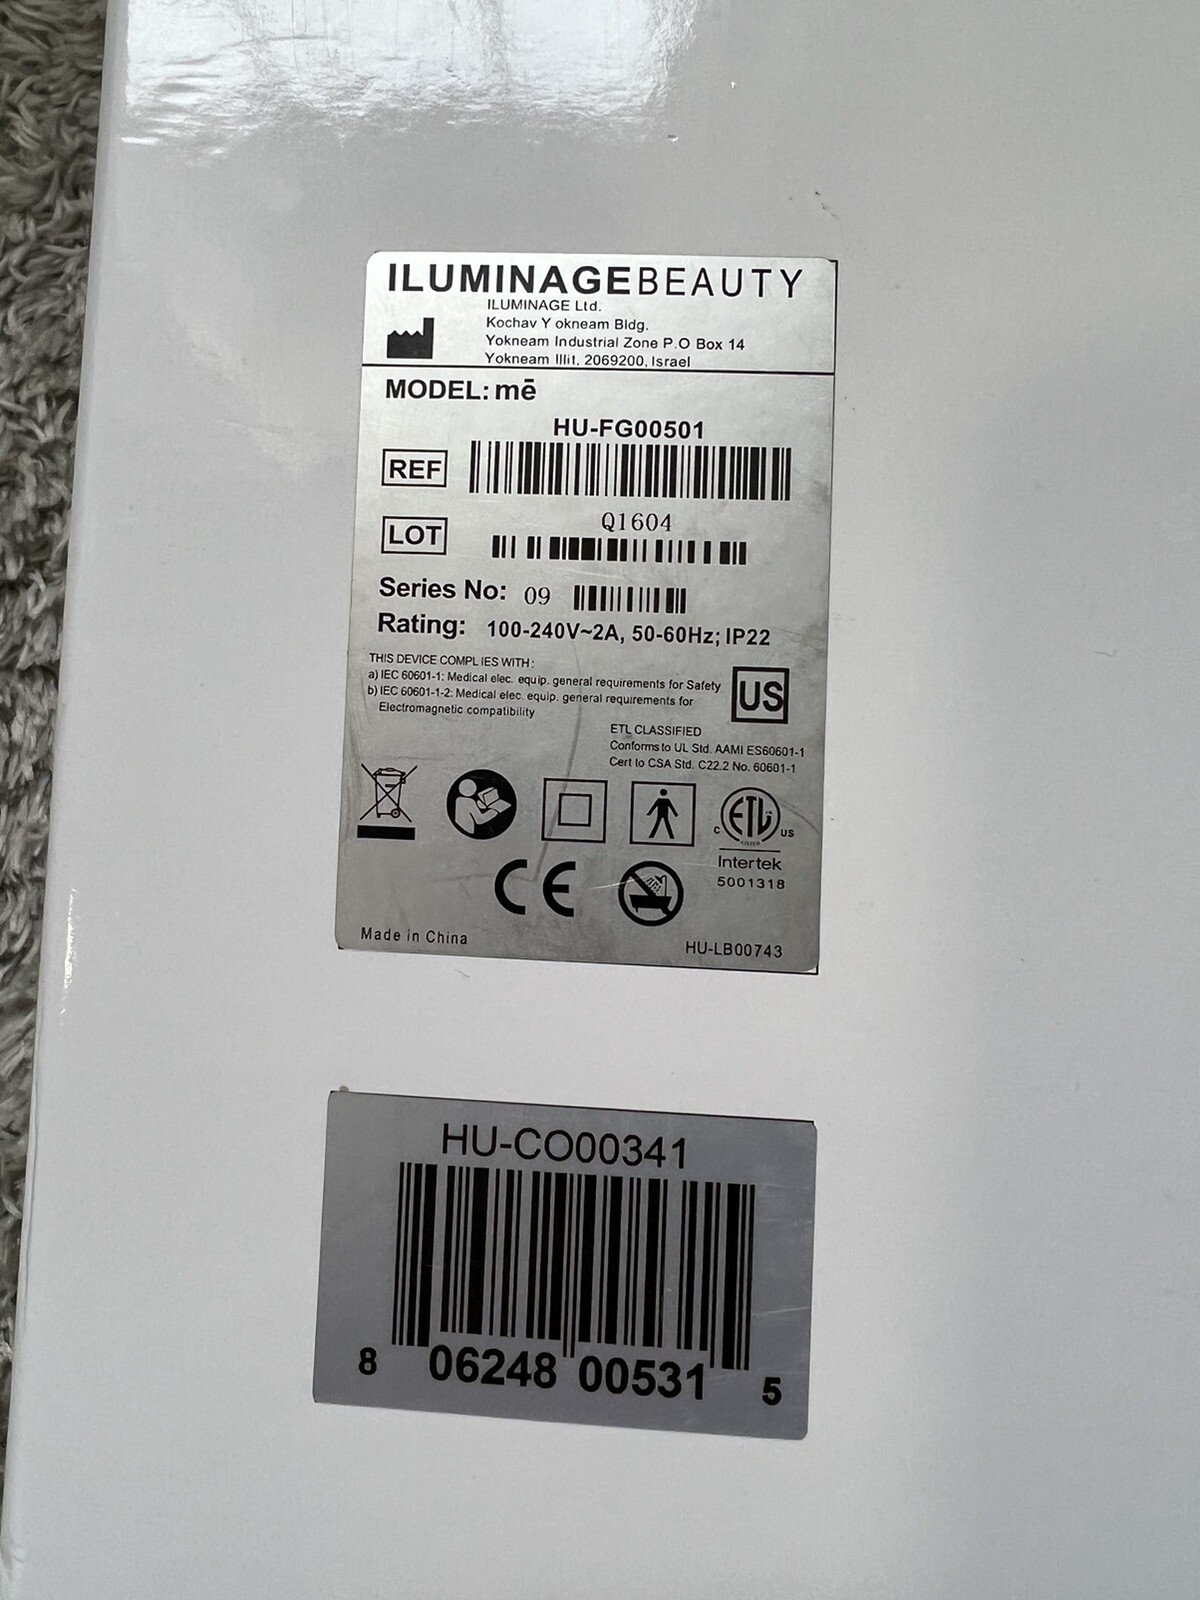 ILUMINAGEBEAUTY
ILUMINAGE Ltd.
Kochav Y okneam Bldg.
Yokneam Industrial Zone P.O Box 14
Yokneam Illit, 2069200, Israel
MODEL: mē
HU-FG00501
REF
Q1604
LOT
Series No: 09
Rating: 100-240V~2A, 50-60Hz; IP22
THIS DEVICE COMPLIES WITH:
a) IEC 60601-1: Medical elec. equip. general requirements for Safety
b) IEC 60601-1-2: Medical elec. equip. general requirements for
Electromagnetic compatibility
US
ETL CLASSIFIED
Conforms to UL Std. AAMI ES60601-1
Cert to CSA Std. C22.2 No. 60601-1
C ETL US
Intertek
5001318
CE
Made in China
HU-LB00743
HU-CO00341
8 06248 00531 5